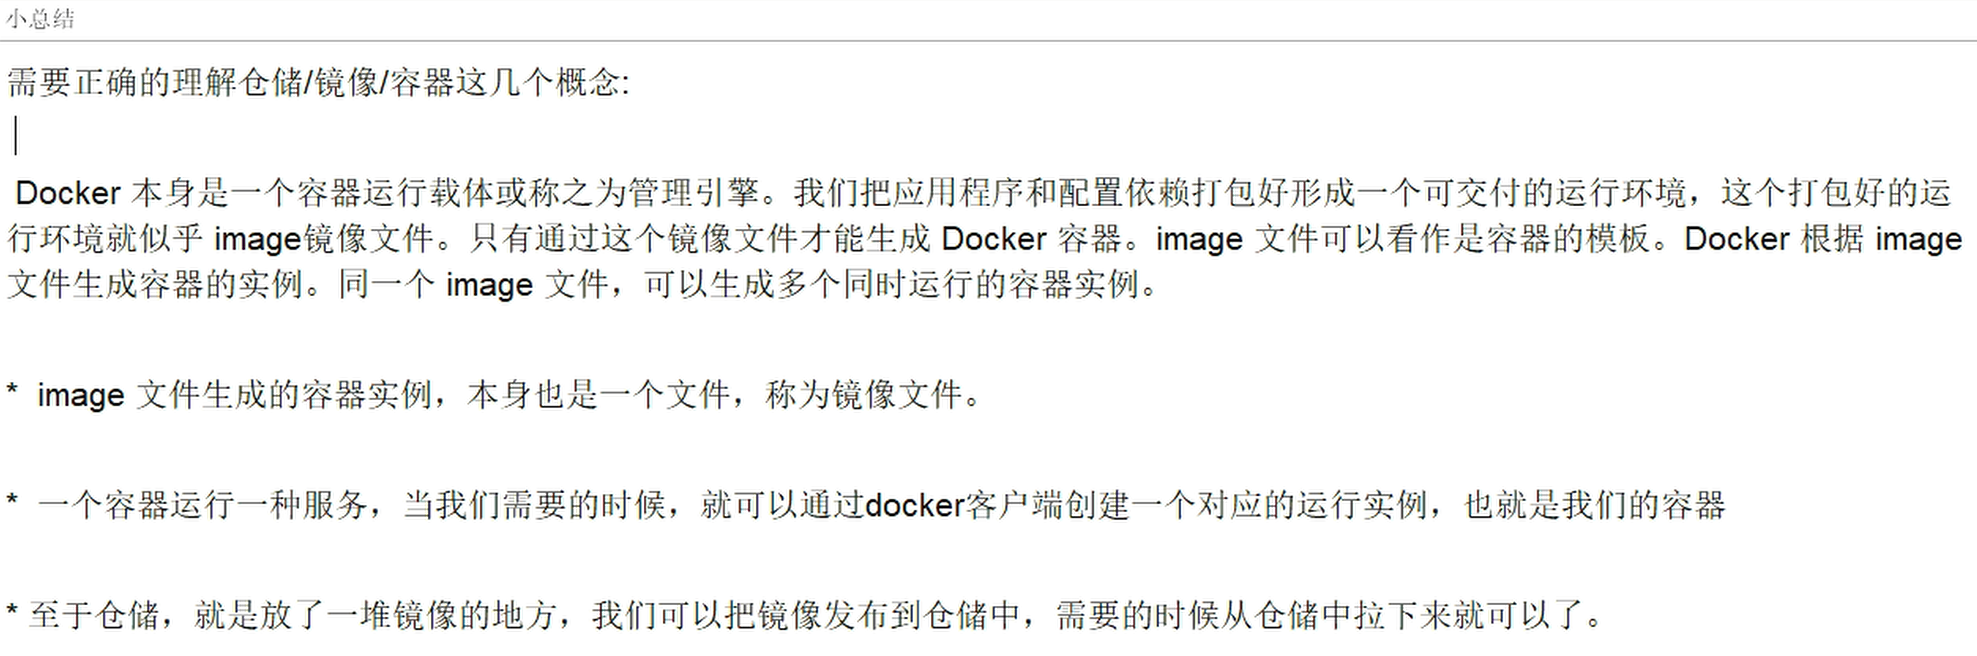 小总结
需要正确的理解仓储/镜像/容器这几个概念:
Docker 本身是一个容器运行载体或称之为管理引擎。我们把应用程序和配置依赖打包好形成一个可交付的运行环境，这个打包好的运
行环境就似乎 image镜像文件。只有通过这个镜像文件才能生成 Docker 容器。image 文件可以看作是容器的模板。Docker 根据 image
文件生成容器的实例。同一个 image 文件，可以生成多个同时运行的容器实例。
* image 文件生成的容器实例，本身也是一个文件，称为镜像文件。
* 一个容器运行一种服务，当我们需要的时候，就可以通过docker客户端创建一个对应的运行实例，也就是我们的容器
* 至于仓储，就是放了一堆镜像的地方，我们可以把镜像发布到仓储中，需要的时候从仓储中拉下来就可以了。